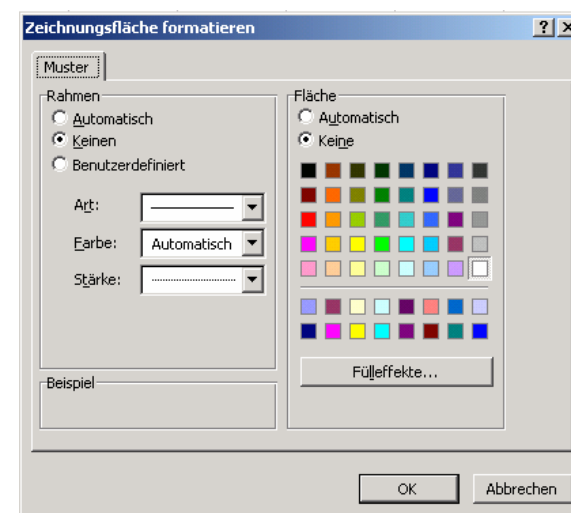 Zeichnungsfläche formatieren
Muster
Rahmen
Automatisch
Keinen
Benutzerdefiniert
Art:
Farbe: Automatisch
Stärke:
Beispiel
Fläche
Automatisch
Keine
Fülleffekte...
OK Abbrechen